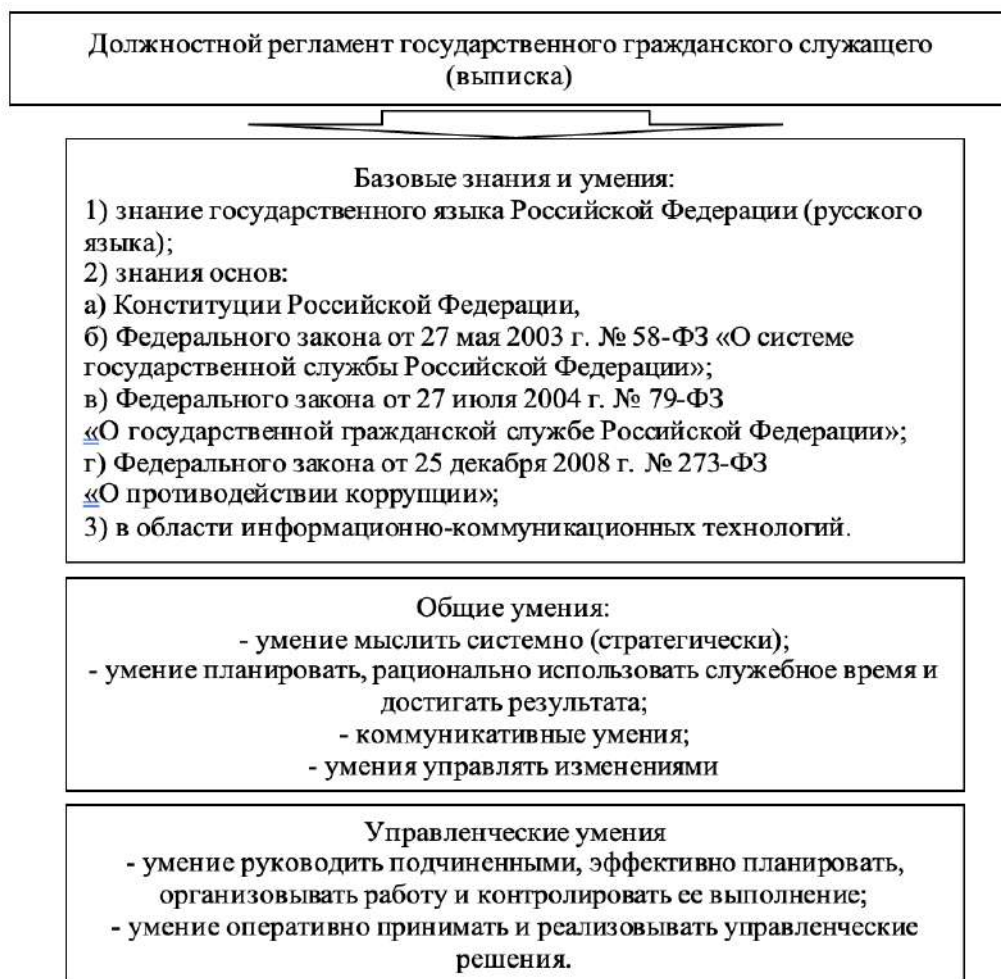 Должностной регламент государственного гражданского служащего
(выписка)
Базовые знания и умения:
1) знание государственного языка Российской Федерации (русского
языка);
2) знания основ:
а) Конституции Российской Федерации,
б) Федерального закона от 27 мая 2003 г. № 58-ФЗ «О системе
государственной службы Российской Федерации»;
в) Федерального закона от 27 июля 2004 г. № 79-ФЗ
«О государственной гражданской службе Российской Федерации»;
г) Федерального закона от 25 декабря 2008 г. № 273-ФЗ
«О противодействии коррупции»;
3) в области информационно-коммуникационных технологий.
Общие умения:
- умение мыслить системно (стратегически);
- умение планировать, рационально использовать служебное время и
достигать результата;
- коммуникативные умения;
- умения управлять изменениями
Управленческие умения
- умение руководить подчиненными, эффективно планировать,
организовывать работу и контролировать ее выполнение;
- умение оперативно принимать и реализовывать управленческие
решения.